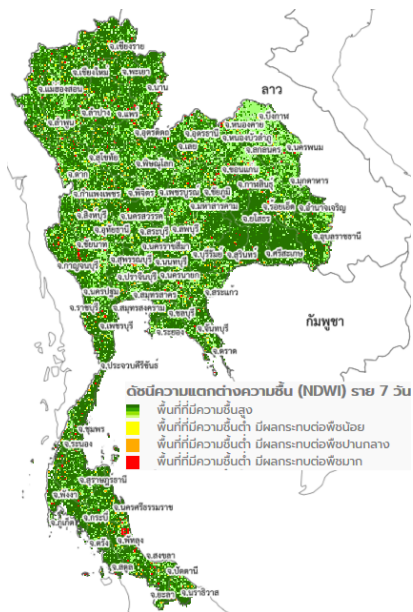 จ.เชียงราย
จ.เชียงใหม่ จ.พะเยา
จ.แม่ฮ่องสอน จ.น่าน
ลาว
จ.ลำปาง จ.แพร่
จ.บึงกาฬ
จ.หนองคาย
จ.ลำพูน
จ.อุตรดิตถ์ จ.อุดรธานี จ.หนองบัวลำภู
จ.เลย จ.สกลนคร จ.นครพนม
จ.สุโขทัย
จ.พิษณุโลก จ.ขอนแก่น
จ.ตาก จ.กาฬสินธุ์ จ.มุกดาหาร
จ.กำแพงเพชร จ.พิจิตร จ.เพชรบูรณ์ จ.ชัยภูมิ
จ.มหาสารคาม จ.ร้อยเอ็ด จ.อำนาจเจริญ
จ.สิงห์บุรี จ.นครสวรรค์ จ.ยโสธร
จ.อุทัยธานี จ.สระบุรี จ.ลพบุรี
จ.อุบลราชธานี
จ.ชัยนาท จ.นครราชสีมา
จ.กาญจนบุรี จ.สุพรรณบุรี จ.นนทบุรี จ.บุรีรัมย์ จ.สุรินทร์ จ.ศรีสะเกษ
จ.ปราจีนบุรี จ.นครนายก
จ.นครปฐม จ.สมุทรสาคร จ.สระแก้ว
จ.ราชบุรี จ.สมุทรสงคราม จ.ชลบุรี
กัมพูชา
จ.เพชรบุรี จ.ระยอง จ.จันทบุรี
จ.ตราด
จ.ประจวบคีรีขันธ์
ดัชนีความแตกต่างความชื้น (NDWI) ราย 7 วัน
พื้นที่ที่มีความชื้นสูง
พื้นที่ที่มีความชื้นต่ำ มีผลกระทบต่อพืชน้อย
พื้นที่ที่มีความชื้นต่ำ มีผลกระทบต่อพืชปานกลาง
พื้นที่ที่มีความชื้นต่ำ มีผลกระทบต่อพืชมาก
จ.ชุมพร
จ.ระนอง
จ.สุราษฎร์ธานี
จ.พังงา
จ.นครศรีธรรมราช
จ.ภูเก็ต จ.กระบี่
จ.ตรัง จ.พัทลุง
จ.สงขลา
จ.สตูล จ.ปัตตานี
จ.ยะลา จ.นราธิวาส